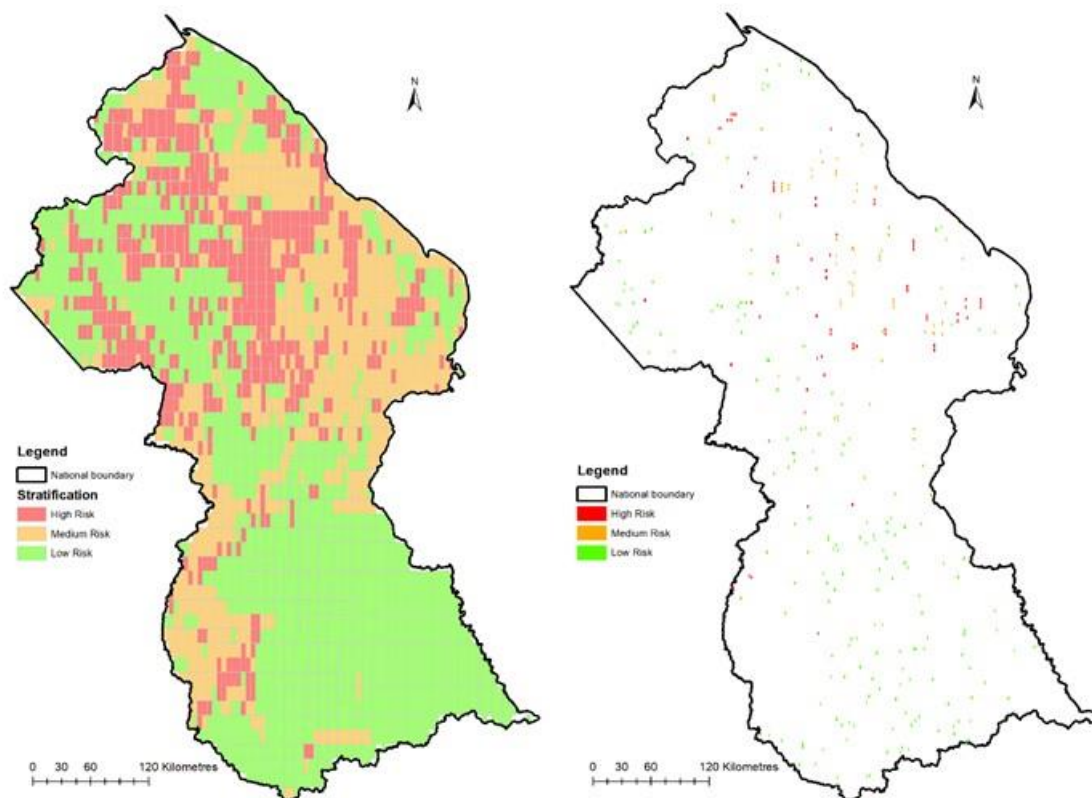 N
Legend
National boundary
Stratification
High Risk
Medium Risk
Low Risk
0 30 60 120 Kilometres
N
Legend
National boundary
High Risk
Medium Risk
Low Risk
0 30 60 120 Kilometres